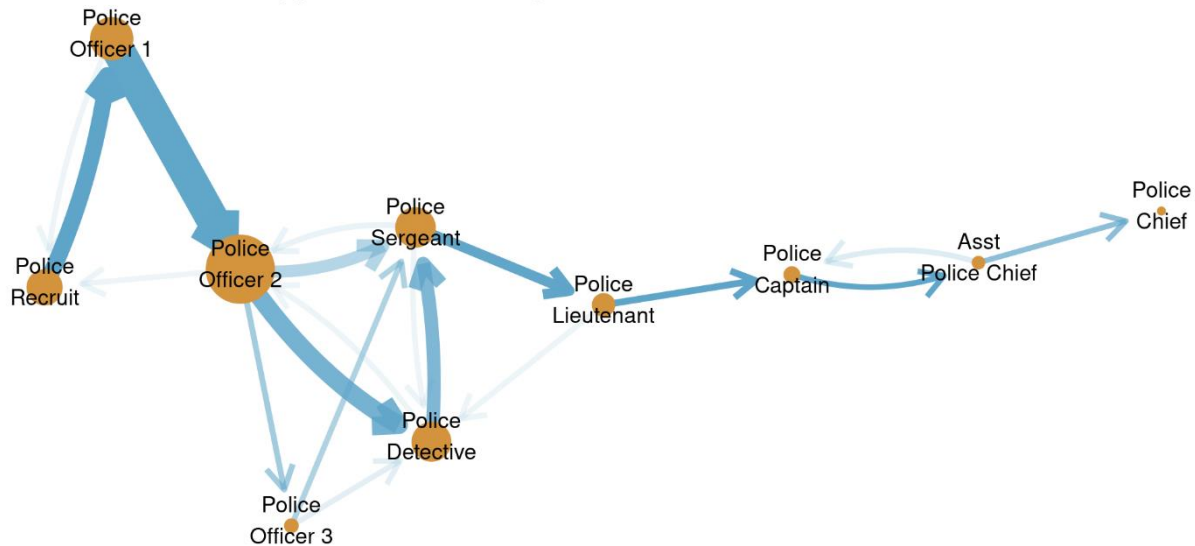 Police
Officer 1
Police
Recruit
Police
Officer 2
Police
Sergeant
Police
Detective
Police
Officer 3
Police
Lieutenant
Police
Captain
Asst
Police Chief
Police
Chief